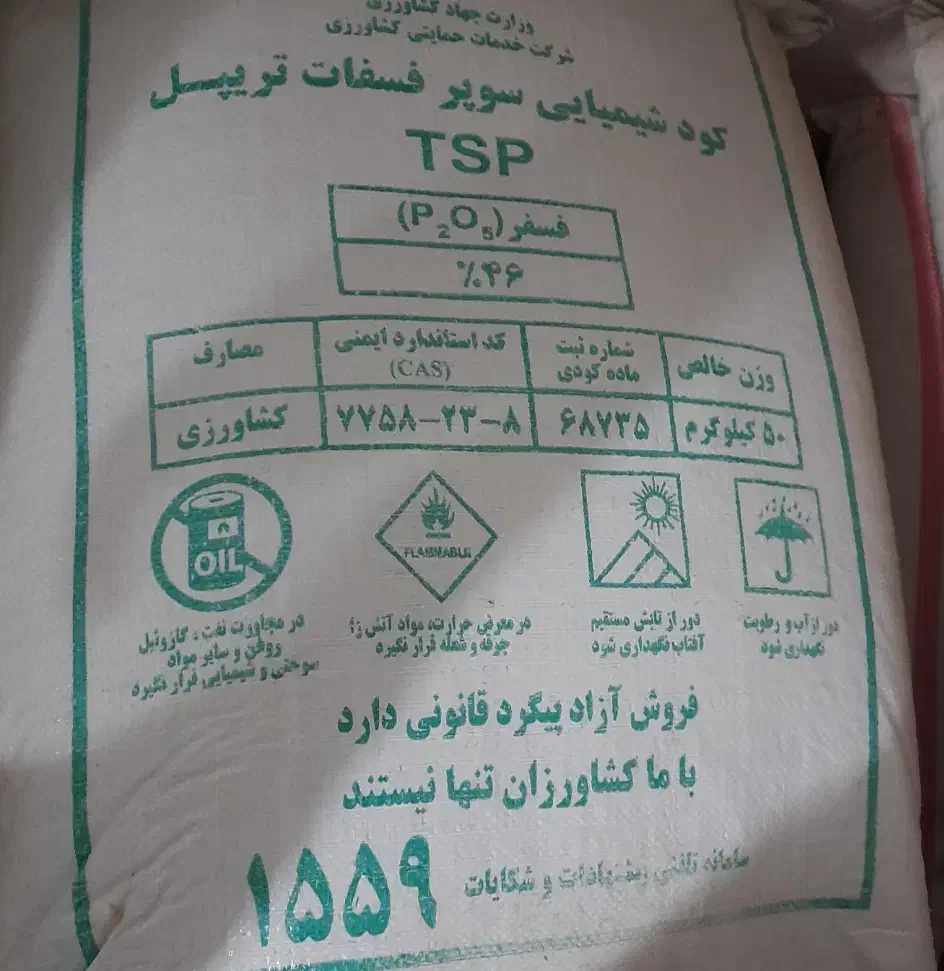 وزارت جهاد کشاورزی
شرکت خدمات حمایتی کشاورزی
کود شیمیایی سوپر فسفات تریپل
TSP
فسفر (P₂O₅)
٪۴۶
وزن خالص
شماره ثبت
ماده کودی
کد استاندارد ایمنی
(CAS)
مصارف
۵۰ کیلوگرم
۶۸۷۳۵
۷۷۵۸-۲۳-۸
کشاورزی
OIL
FLAMMABLE
دور از آب و رطوبت
نگهداری شود
دور از تابش مستقیم
آفتاب نگهداری شود
در معرض حرارت، مواد آتش زا
جرقه و شعله قرار نگیرد
در مجاورت نفت، گازوئیل
روغن و سایر مواد
سوختی و شیمیایی قرار نگیرد
فروش آزاد پیگرد قانونی دارد
با ما کشاورزان تنها نیستند
سامانه تلفنی پیشنهادات و شکایات
۱۵۵۹